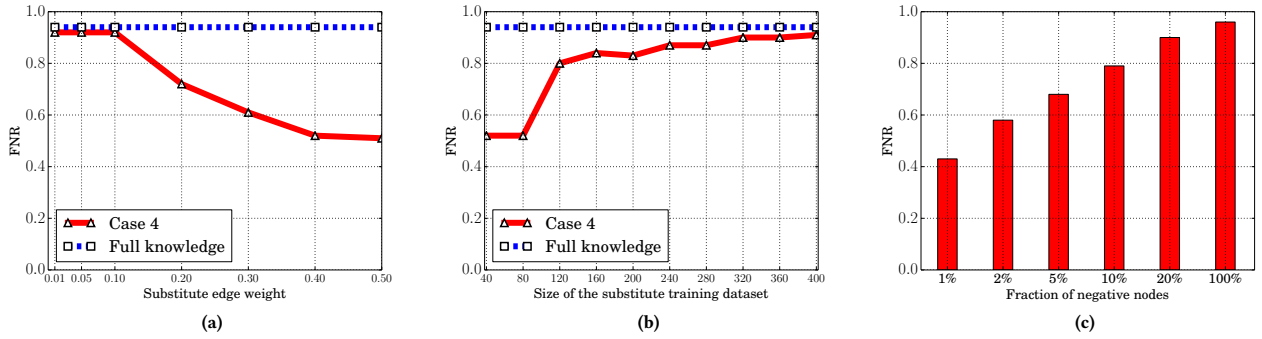 1.0
0.8
0.6
0.4
0.2
0.0
FNR
Case 4
Full knowledge
0.01 0.05 0.10 0.20 0.30 0.40 0.50
Substitute edge weight
(a)
1.0
0.8
0.6
0.4
0.2
0.0
FNR
Case 4
Full knowledge
40 80 120 160 200 240 280 320 360 400
Size of the substitute training dataset
(b)
1.0
0.8
0.6
0.4
0.2
0.0
FNR
1% 2% 5% 10% 20% 100%
Fraction of negative nodes
(c)